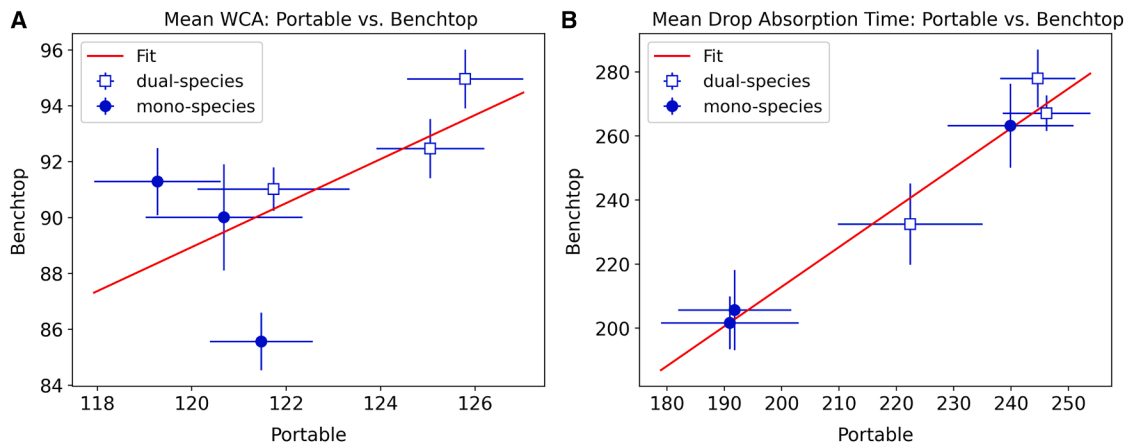 A
Mean WCA: Portable vs. Benchtop
Fit
dual-species
mono-species
Benchtop
96
94
92
90
88
86
84
118
120
122
124
126
Portable
B
Mean Drop Absorption Time: Portable vs. Benchtop
Fit
dual-species
mono-species
Benchtop
280
260
240
220
200
180
190
200
210
220
230
240
250
Portable